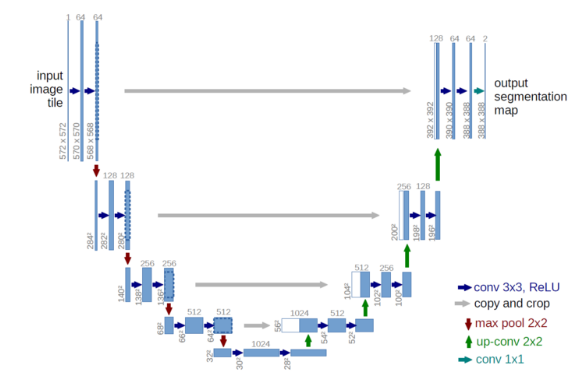 1 64 64
input
image
tile
572 x 572
570 x 570
568 x 568
128 64 64 2
output
segmentation
map
392 x 392
390 x 390
388 x 388
388 x 388
128 128
284²
282²
280²
256 128
200²
198²
196²
256 256
140²
138²
136²
512 256
104²
102²
100²
512 512
68²
66²
64²
1024 512
56²
54²
52²
1024
32²
30²
28²
conv 3x3, ReLU
copy and crop
max pool 2x2
up-conv 2x2
conv 1x1